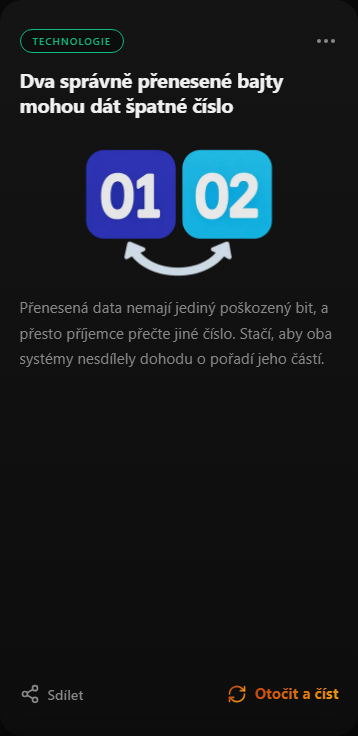 TECHNOLOGIE
Dva správně přenesené bajty
mohou dát špatné číslo
01 02
Přenesená data nemají jediný poškozený bit, a
přesto příjemce přečte jiné číslo. Stačí, aby oba
systémy nesdílely dohodu o pořadí jeho částí.
Sdílet Otočit a číst